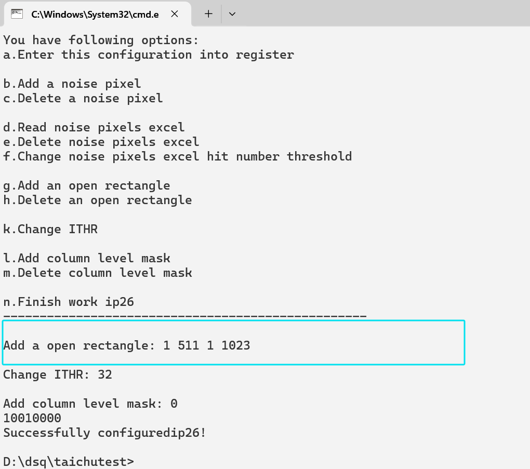 C:\Windows\System32\cmd.e
You have following options:
a.Enter this configuration into register
b.Add a noise pixel
c.Delete a noise pixel
d.Read noise pixels excel
e.Delete noise pixels excel
f.Change noise pixels excel hit number threshold
g.Add an open rectangle
h.Delete an open rectangle
k.Change ITHR
l.Add column level mask
m.Delete column level mask
n.Finish work ip26
--------------------------------------------------
Add a open rectangle: 1 511 1 1023
Change ITHR: 32
Add column level mask: 0
10010000
Successfully configuredip26!
D:\dsq\taichutest>